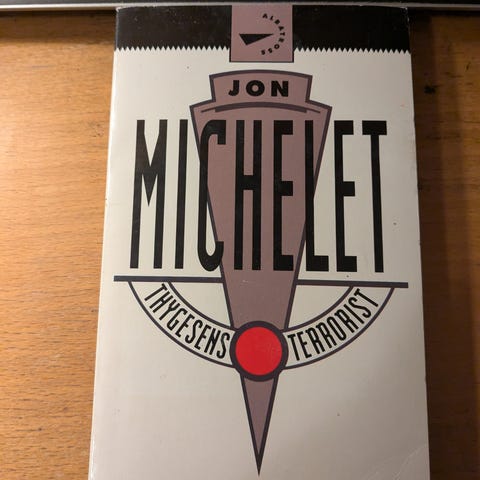 ALBATROSS
JON
MICHELET
THYGESENS TERRORIST